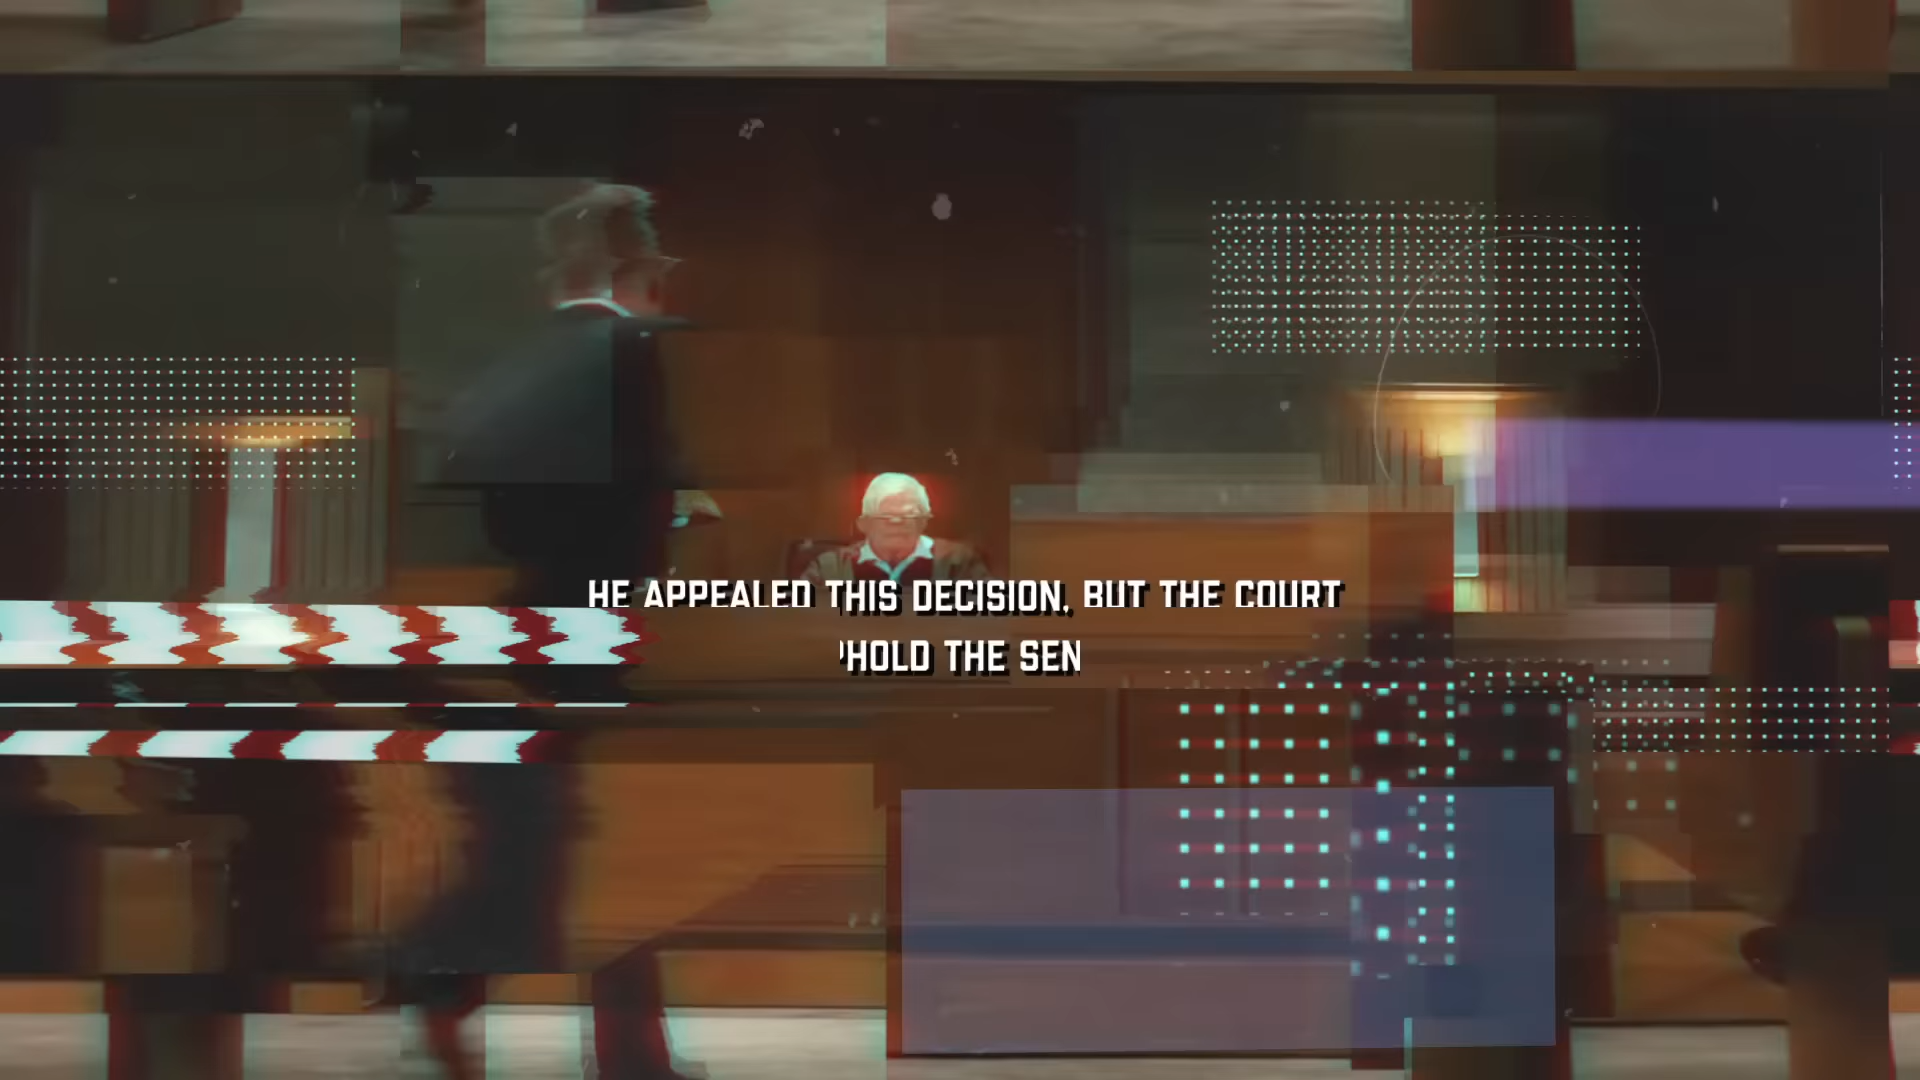 HE APPEALED THIS DECISION, BUT THE COURT
HOLD THE SEN